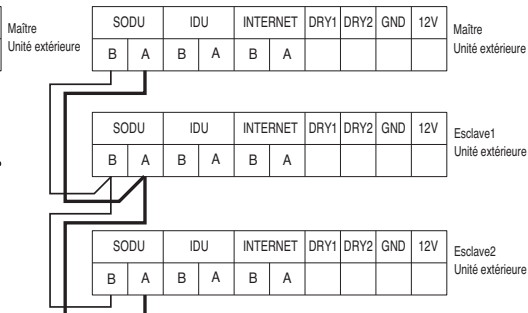 Maître
Unité extérieure
SODU IDU INTERNET DRY1 DRY2 GND 12V
B A B A B A
Maître
Unité extérieure
SODU IDU INTERNET DRY1 DRY2 GND 12V
B A B A B A
Esclave1
Unité extérieure
SODU IDU INTERNET DRY1 DRY2 GND 12V
B A B A B A
Esclave2
Unité extérieure